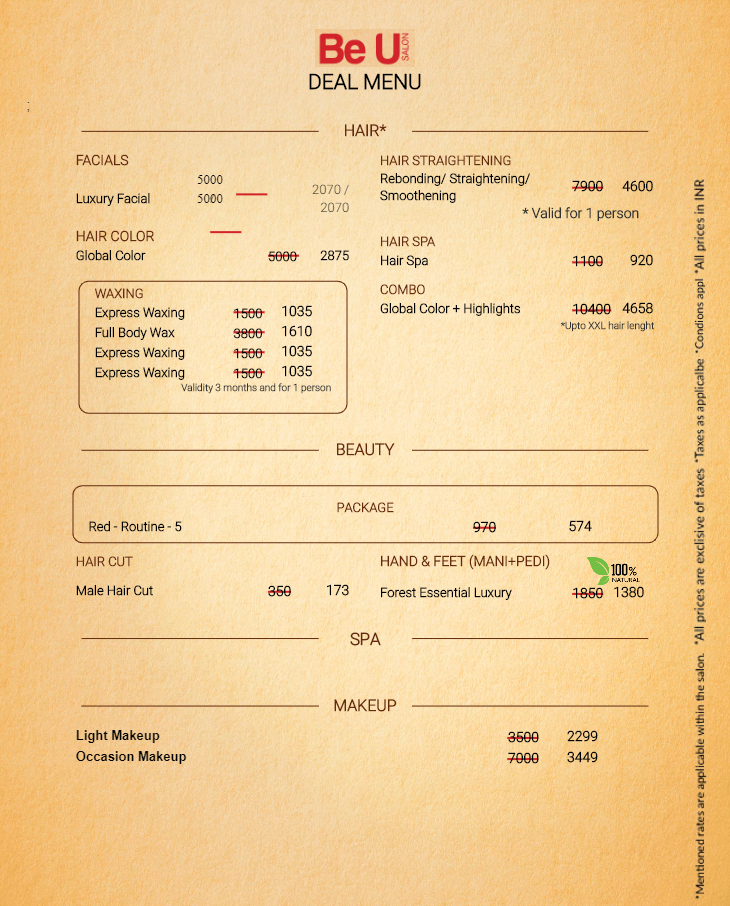 Be U SALON
DEAL MENU
;
HAIR*
FACIALS
5000
Luxury Facial 5000 2070 /
2070
HAIR COLOR
Global Color 5000 2875
WAXING
Express Waxing 1500 1035
Full Body Wax 3800 1610
Express Waxing 1500 1035
Express Waxing 1500 1035
Validity 3 months and for 1 person
HAIR STRAIGHTENING
Rebonding/ Straightening/
Smoothening 7900 4600
* Valid for 1 person
HAIR SPA
Hair Spa 1100 920
COMBO
Global Color + Highlights 10400 4658
*Upto XXL hair lenght
BEAUTY
PACKAGE
Red - Routine - 5 970 574
HAIR CUT
Male Hair Cut 350 173
HAND & FEET (MANI+PEDI)
100%
NATURAL
Forest Essential Luxury 1850 1380
SPA
MAKEUP
Light Makeup 3500 2299
Occasion Makeup 7000 3449
*Mentioned rates are applicable within the salon. *All prices are exclusive of taxes *Taxes as applicalbe *Condions appl *All prices in INR